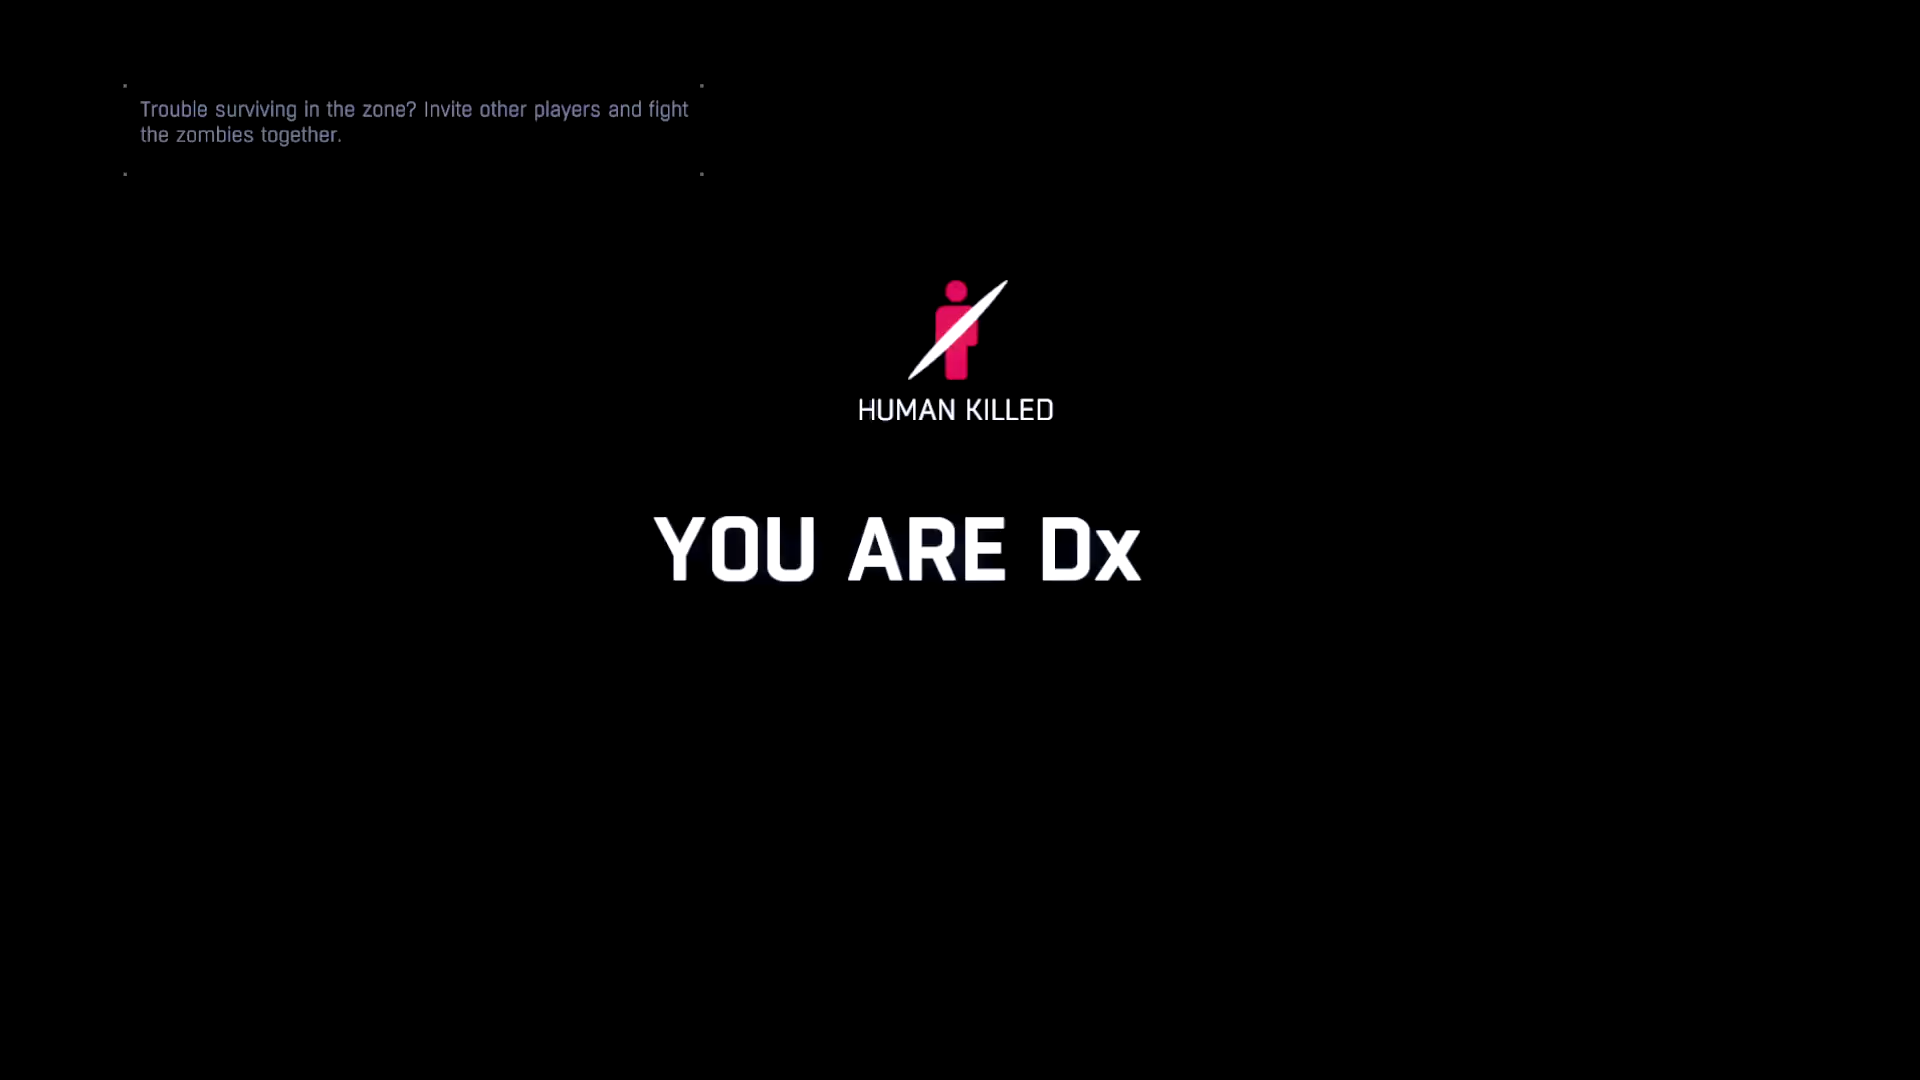 Trouble surviving in the zone? Invite other players and fight
the zombies together.
HUMAN KILLED
YOU ARE Dx